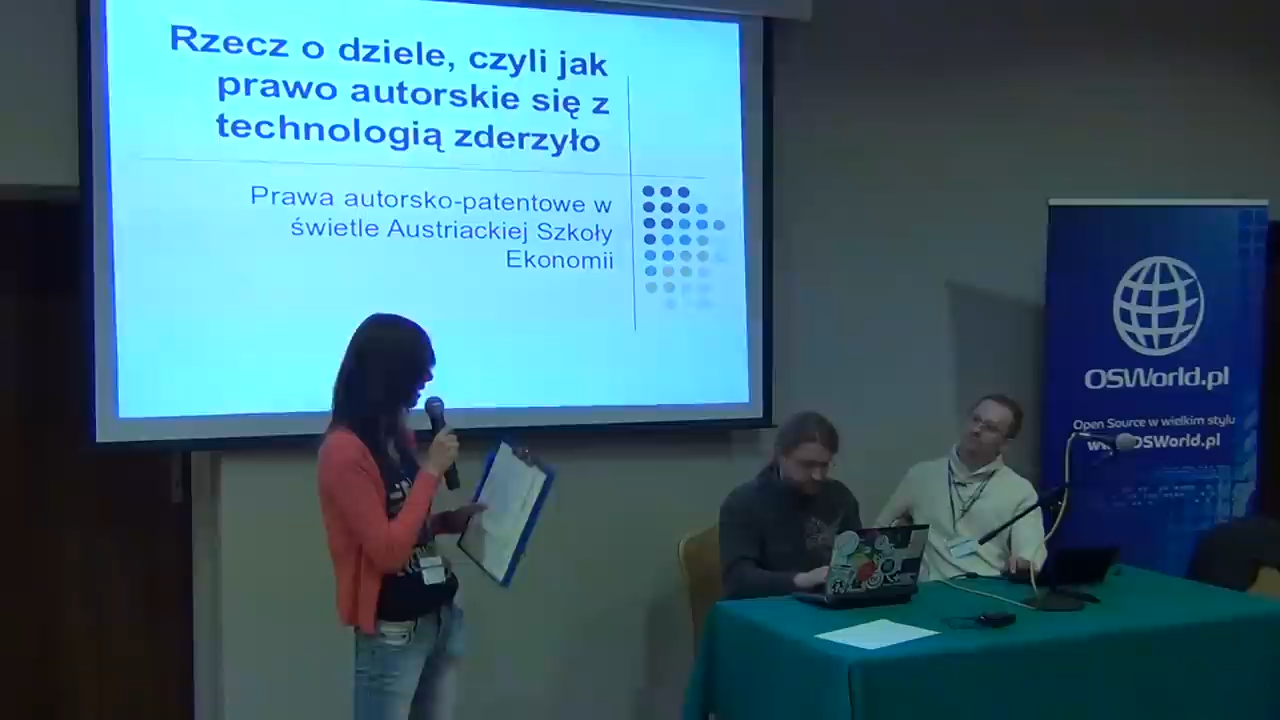 Rzecz o dziele, czyli jak
prawo autorskie się z
technologią zderzyło
Prawa autorsko-patentowe w
świetle Austriackiej Szkoły
Ekonomii
OSWorld.pl
Open Source w wielkim stylu
www.OSWorld.pl